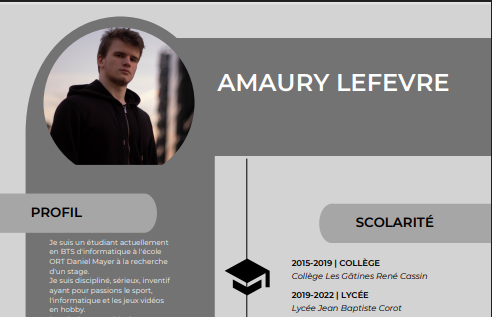 AMAURY LEFEVRE
PROFIL
Je suis un étudiant actuellement
en BTS d'informatique à l'école
ORT Daniel Mayer à la recherche
d'un stage.
Je suis discipliné, sérieux, inventif
ayant pour passions le sport,
l'informatique et les jeux vidéos
en hobby.
SCOLARITÉ
2015-2019 | COLLÈGE
Collège Les Gâtines René Cassin
2019-2022 | LYCÉE
Lycée Jean Baptiste Corot